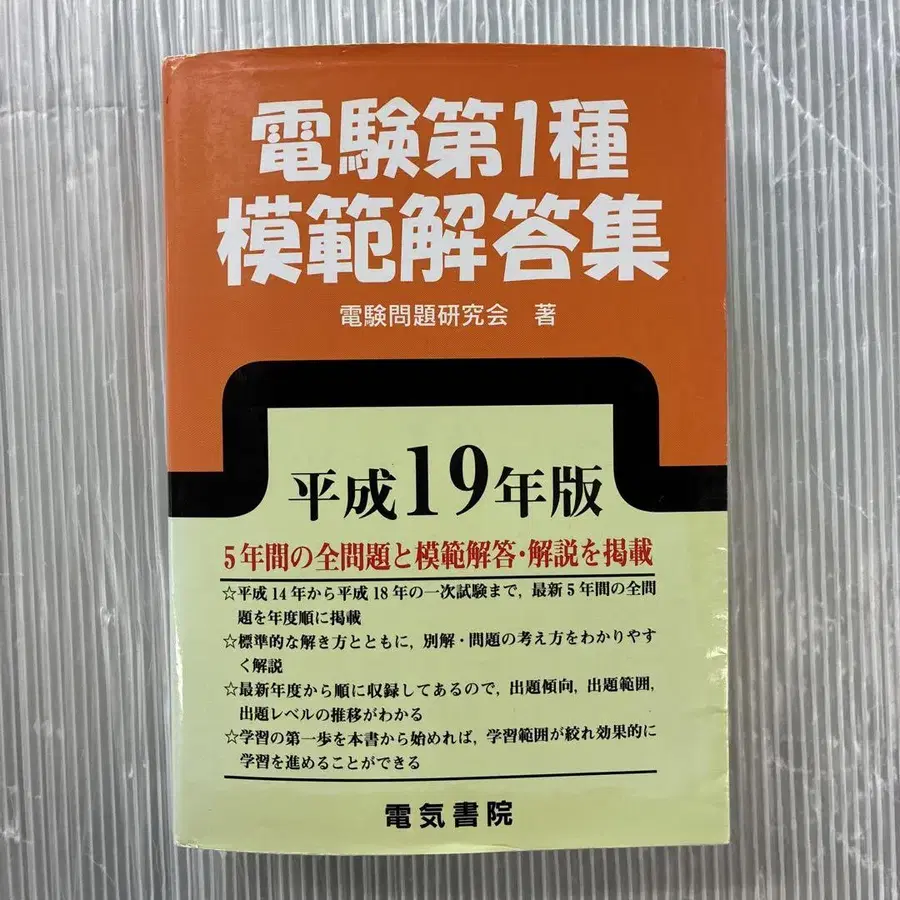 電験第1種
模範解答集
電験問題研究会 著
平成19年版
5年間の全問題と模範解答・解説を掲載
☆平成14年から平成18年の一次試験まで，最新5年間の全問
題を年度順に掲載
☆標準的な解き方とともに，別解・問題の考え方をわかりやす
く解説
☆最新年度から順に収録してあるので，出題傾向，出題範囲，
出題レベルの推移がわかる
☆学習の第一歩を本書から始めれば，学習範囲が絞れ効果的に
学習を進めることができる
電気書院